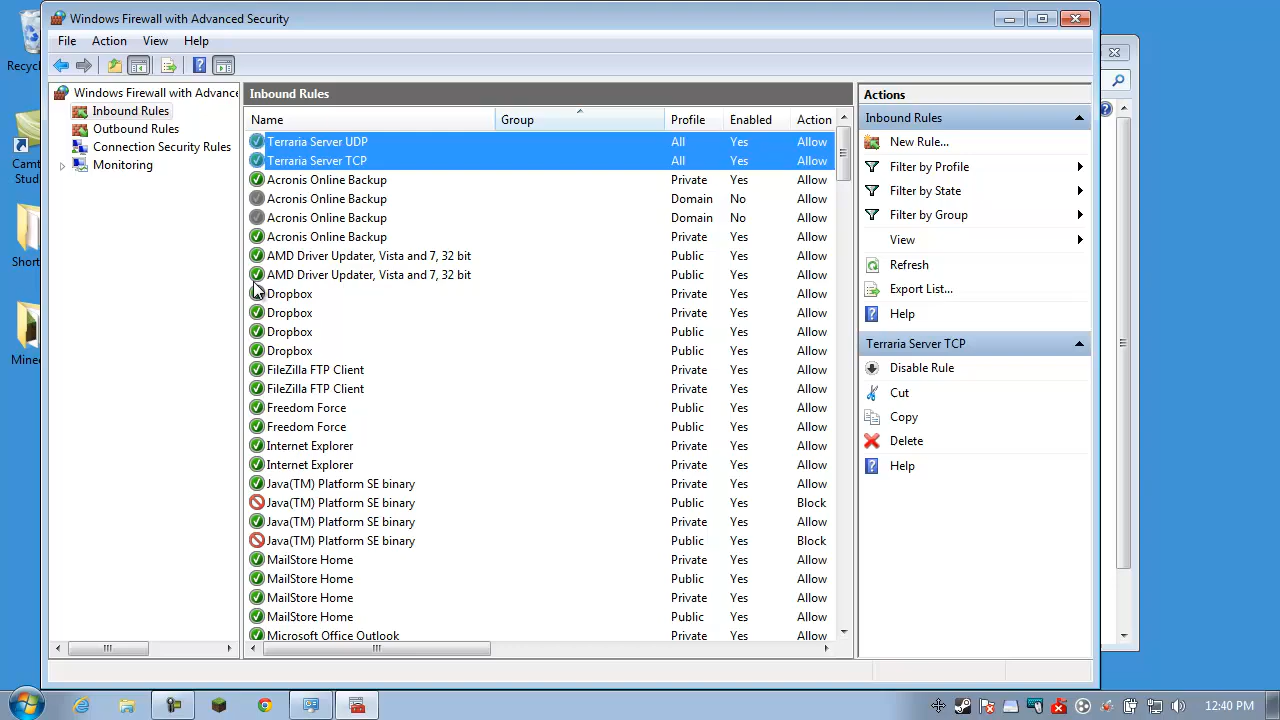 Windows Firewall with Advanced Security
File Action View Help
Windows Firewall with Advance
Inbound Rules
Outbound Rules
Connection Security Rules
Monitoring
Inbound Rules
Name Group Profile Enabled Action
Terraria Server UDP All Yes Allow
Terraria Server TCP All Yes Allow
Acronis Online Backup Private Yes Allow
Acronis Online Backup Domain No Allow
Acronis Online Backup Domain No Allow
Acronis Online Backup Private Yes Allow
AMD Driver Updater, Vista and 7, 32 bit Private Yes Allow
AMD Driver Updater, Vista and 7, 32 bit Public Yes Allow
Dropbox Private Yes Allow
Dropbox Private Yes Allow
Dropbox Public Yes Allow
Dropbox Public Yes Allow
FileZilla FTP Client Private Yes Allow
FileZilla FTP Client Private Yes Allow
Freedom Force Public Yes Allow
Freedom Force Public Yes Allow
Internet Explorer Private Yes Allow
Internet Explorer Private Yes Allow
Java(TM) Platform SE binary Private Yes Allow
Java(TM) Platform SE binary Public Yes Block
Java(TM) Platform SE binary Private Yes Allow
Java(TM) Platform SE binary Public Yes Block
MailStore Home Private Yes Allow
MailStore Home Public Yes Allow
MailStore Home Private Yes Allow
MailStore Home Public Yes Allow
Microsoft Office Outlook Private Yes Allow
Actions
Inbound Rules
New Rule...
Filter by Profile
Filter by State
Filter by Group
View
Refresh
Export List...
Help
Terraria Server TCP
Disable Rule
Cut
Copy
Delete
Help
Recyc
Camt
Stud
Short
Mine
12:40 PM